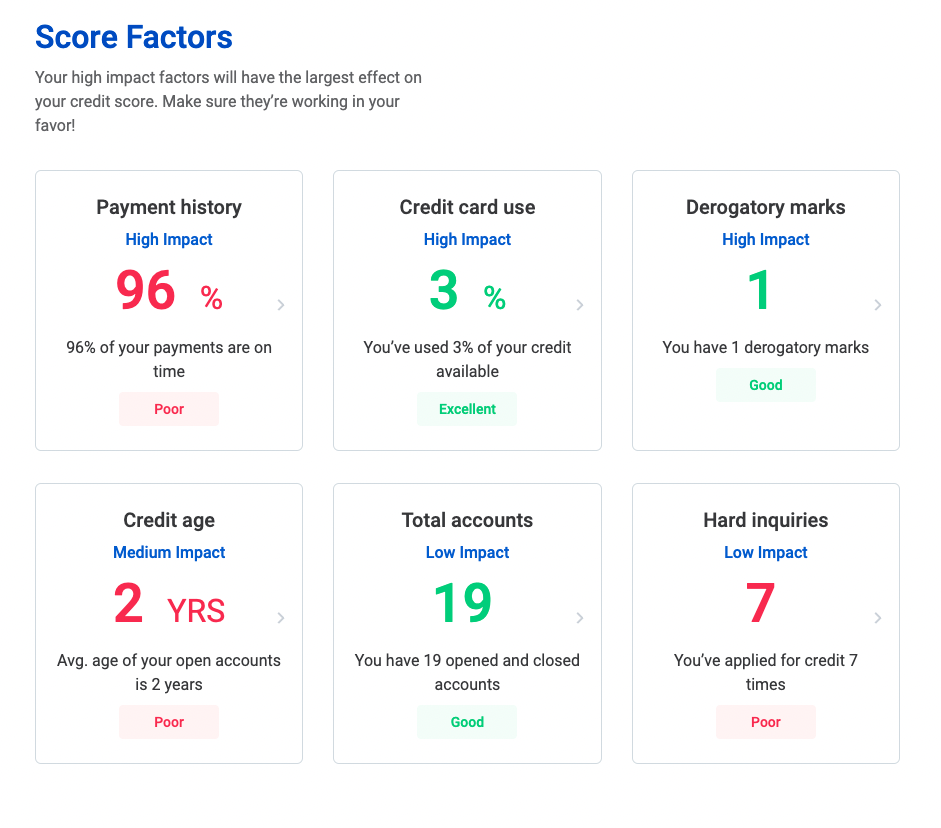 Score Factors
Your high impact factors will have the largest effect on
your credit score. Make sure they’re working in your
favor!
Payment history
High Impact
96 %
96% of your payments are on
time
Poor
Credit card use
High Impact
3 %
You’ve used 3% of your credit
available
Excellent
Derogatory marks
High Impact
1
You have 1 derogatory marks
Good
Credit age
Medium Impact
2 YRS
Avg. age of your open accounts
is 2 years
Poor
Total accounts
Low Impact
19
You have 19 opened and closed
accounts
Good
Hard inquiries
Low Impact
7
You’ve applied for credit 7
times
Poor